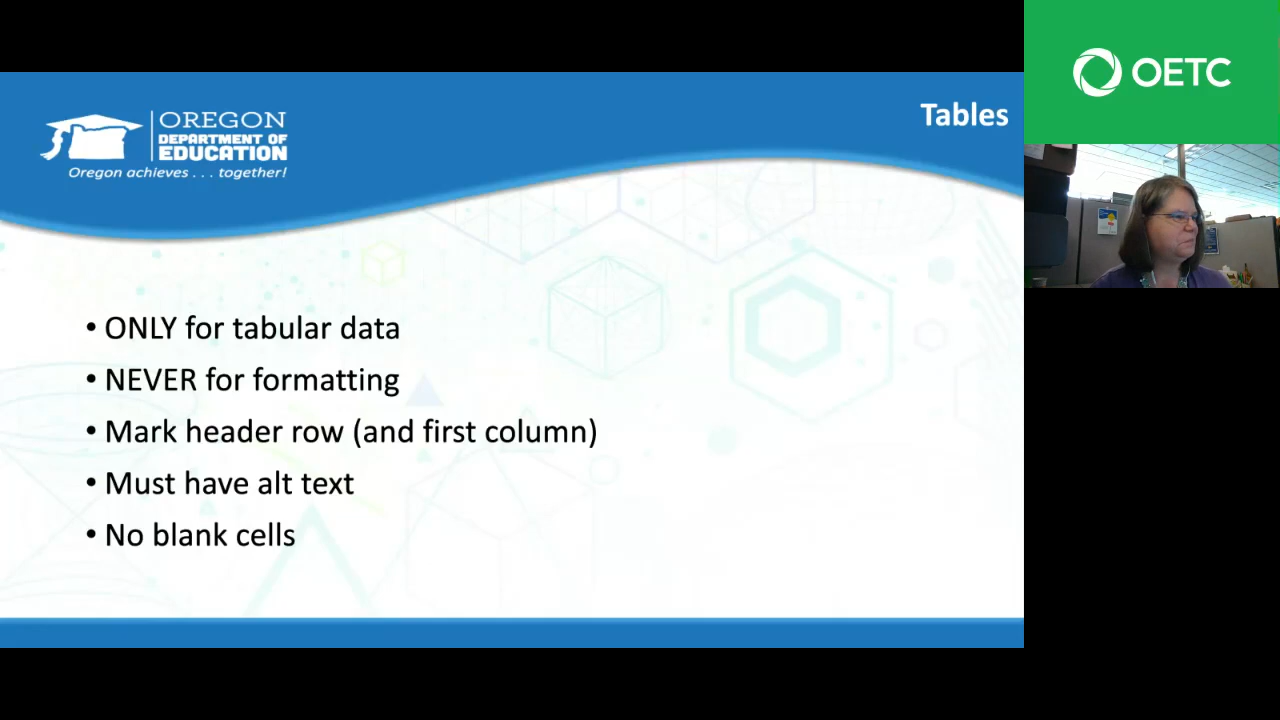 OREGON
DEPARTMENT OF
EDUCATION
Oregon achieves . . . together!
Tables
OETC
• ONLY for tabular data
• NEVER for formatting
• Mark header row (and first column)
• Must have alt text
• No blank cells